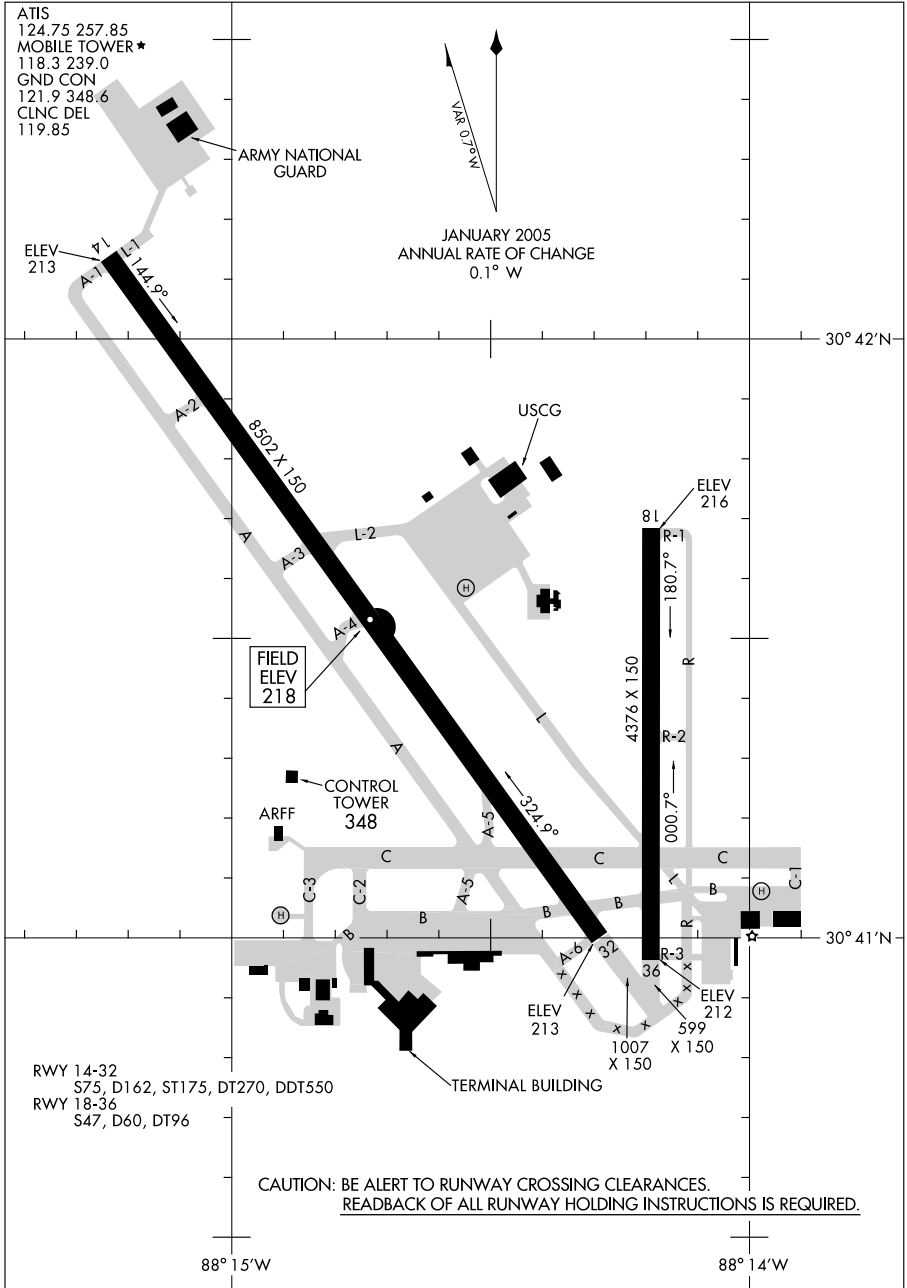 ATIS
124.75 257.85
MOBILE TOWER ★
118.3 239.0
GND CON
121.9 348.6
CLNC DEL
119.85
ARMY NATIONAL
GUARD
VAR 0.7° W
JANUARY 2005
ANNUAL RATE OF CHANGE
0.1° W
ELEV
213
14
L-1
A-1
144.9°
30° 42'N
A-2
8502 X 150
USCG
ELEV
216
18
R-1
A
L-2
A-3
180.7°
H
A-4
FIELD
ELEV
218
4376 X 150
R
L
R-2
A
CONTROL
TOWER
348
324.9°
000.7°
ARFF
A-5
C
C
C
C-3
C-2
A-5
L
C-1
B
H
H
B
B
B
B
R
30° 41'N
A-6
32
R-3
36
x
x
x
x
x
x
x
x
ELEV
213
ELEV
212
1007
X 150
599
X 150
TERMINAL BUILDING
RWY 14-32
S75, D162, ST175, DT270, DDT550
RWY 18-36
S47, D60, DT96
CAUTION: BE ALERT TO RUNWAY CROSSING CLEARANCES.
READBACK OF ALL RUNWAY HOLDING INSTRUCTIONS IS REQUIRED.
88° 15'W
88° 14'W